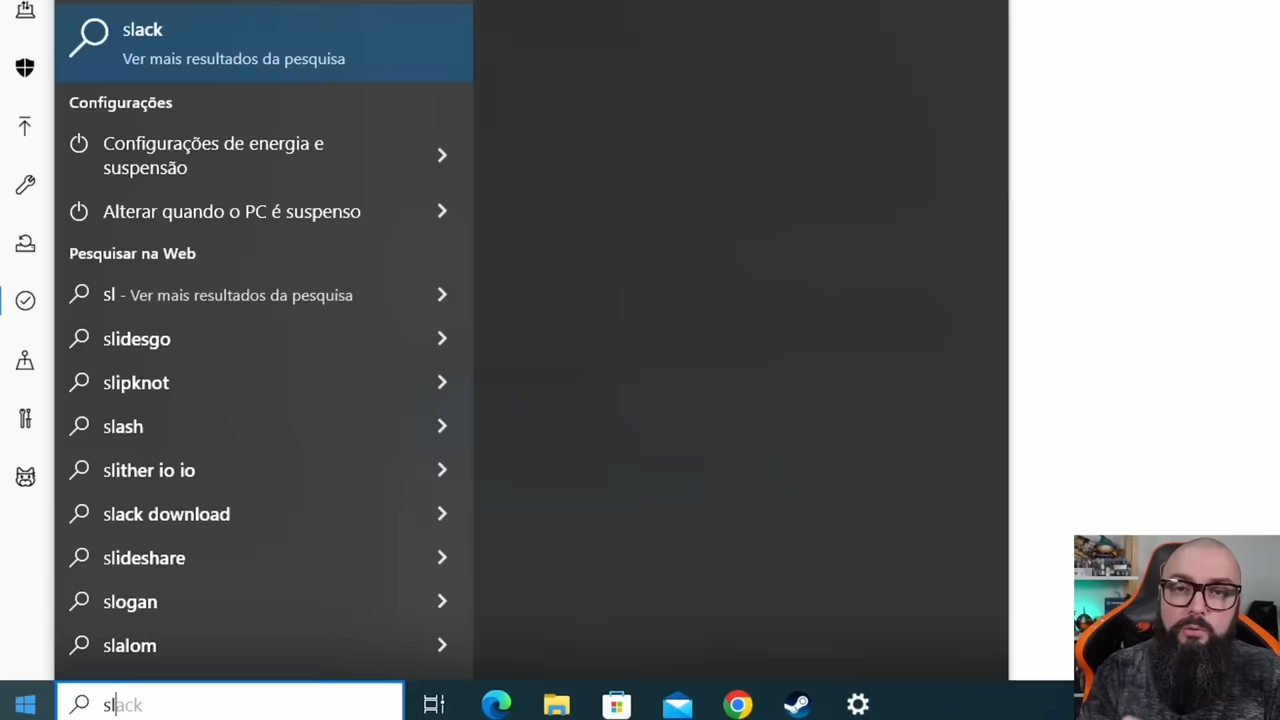 slack
Ver mais resultados da pesquisa
Configurações
Configurações de energia e
suspensão
Alterar quando o PC é suspenso
Pesquisar na Web
sl - Ver mais resultados da pesquisa
slidesgo
slipknot
slash
slither io io
slack download
slideshare
slogan
slalom
slack